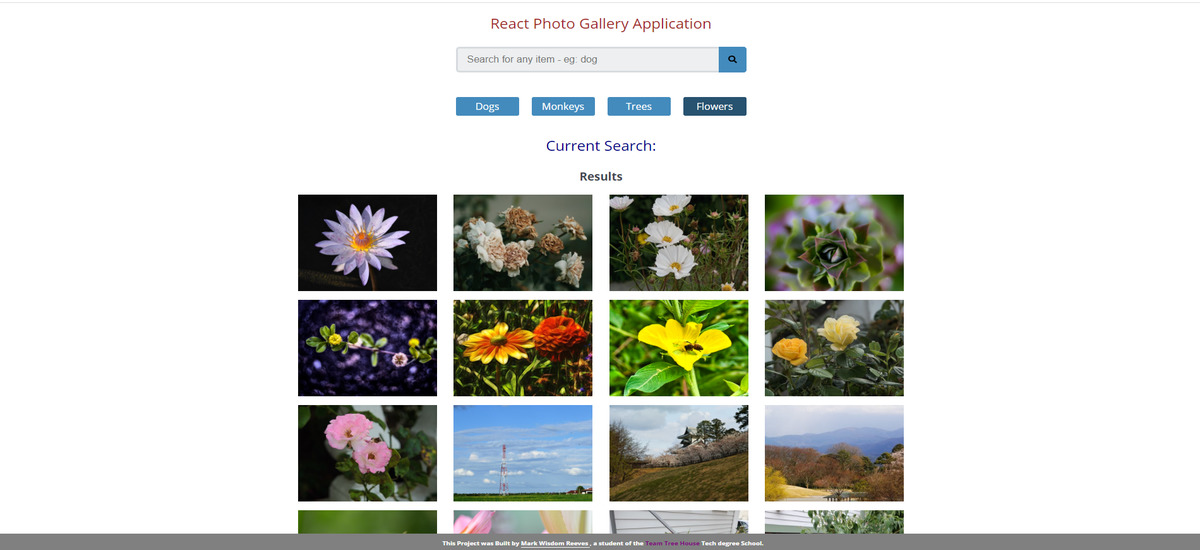 React Photo Gallery Application
Search for any item - eg: dog
Dogs Monkeys Trees Flowers
Current Search:
Results
This Project was Built by Mark Wisdom Reeves , a student of the Team Tree House Tech degree School.